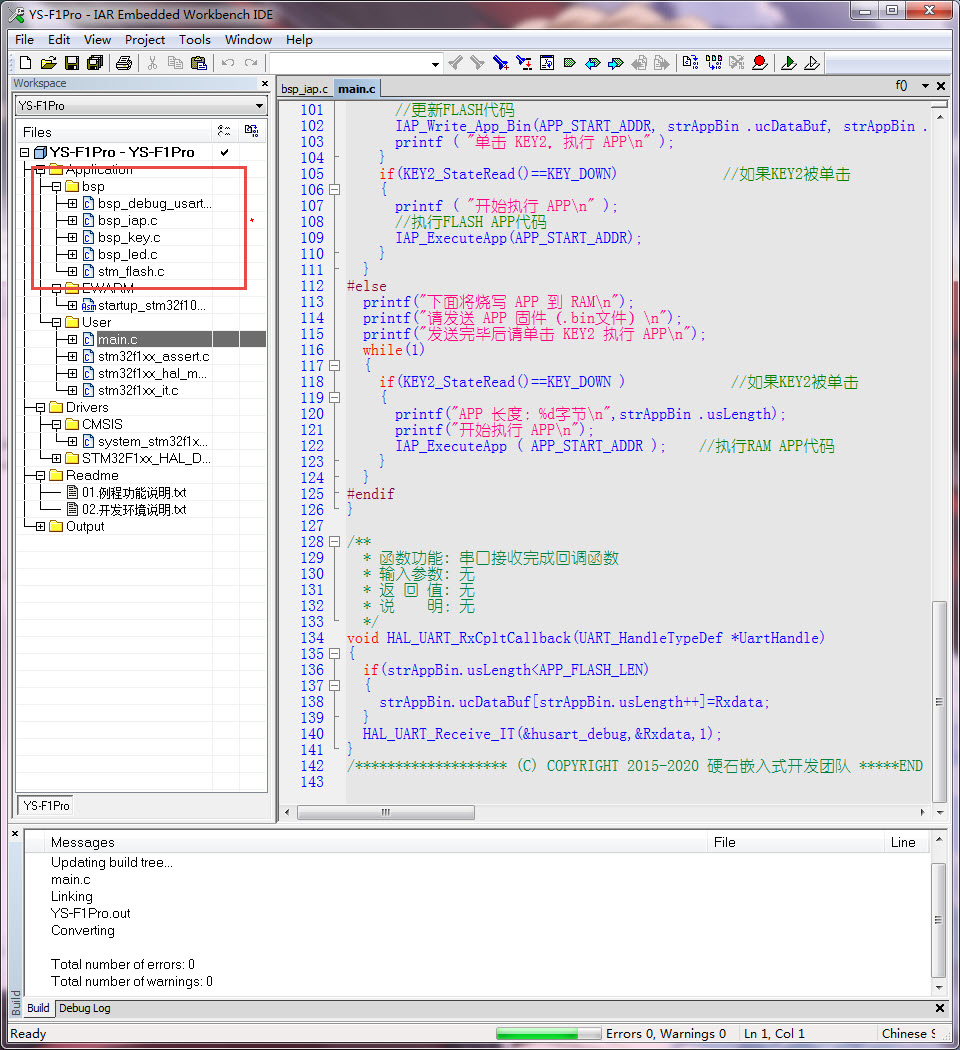 YS-F1Pro - IAR Embedded Workbench IDE
File Edit View Project Tools Window Help
Workspace
YS-F1Pro
Files
YS-F1Pro - YS-F1Pro
Application
bsp
bsp_debug_usart...
bsp_iap.c
bsp_key.c
bsp_led.c
stm_flash.c
EWARM
startup_stm32f10...
User
main.c
stm32f1xx_assert.c
stm32f1xx_hal_m...
stm32f1xx_it.c
Drivers
CMSIS
system_stm32f1x...
STM32F1xx_HAL_D...
Readme
01.例程功能说明.txt
02.开发环境说明.txt
Output
YS-F1Pro
bsp_iap.c main.c f()
101 //更新FLASH代码
102 IAP_Write_App_Bin(APP_START_ADDR, strAppBin .ucDataBuf, strAppBin .
103 printf ( "单击 KEY2，执行 APP\n" );
104 }
105 if(KEY2_StateRead()==KEY_DOWN) //如果KEY2被单击
106 {
107 printf ( "开始执行 APP\n" );
108 //执行FLASH APP代码
109 IAP_ExecuteApp(APP_START_ADDR);
110 }
111 }
112 #else
113 printf("下面将烧写 APP 到 RAM\n");
114 printf("请发送 APP 固件（.bin文件）\n");
115 printf("发送完毕后请单击 KEY2 执行 APP\n");
116 while(1)
117 {
118 if(KEY2_StateRead()==KEY_DOWN ) //如果KEY2被单击
119 {
120 printf("APP 长度：%d字节\n",strAppBin .usLength);
121 printf("开始执行 APP\n");
122 IAP_ExecuteApp ( APP_START_ADDR ); //执行RAM APP代码
123 }
124 }
125 #endif
126 }
127
128 /**
129 * 函数功能: 串口接收完成回调函数
130 * 输入参数: 无
131 * 返 回 值: 无
132 * 说 明: 无
133 */
134 void HAL_UART_RxCpltCallback(UART_HandleTypeDef *UartHandle)
135 {
136 if(strAppBin.usLength<APP_FLASH_LEN)
137 {
138 strAppBin.ucDataBuf[strAppBin.usLength++]=Rxdata;
139 }
140 HAL_UART_Receive_IT(&husart_debug,&Rxdata,1);
141 }
142 /******************* (C) COPYRIGHT 2015-2020 硬石嵌入式开发团队 *****END
143
Messages File Line
Updating build tree...
main.c
Linking
YS-F1Pro.out
Converting
Total number of errors: 0
Total number of warnings: 0
Build
Build Debug Log
Ready Errors 0, Warnings 0 Ln 1, Col 1 Chinese